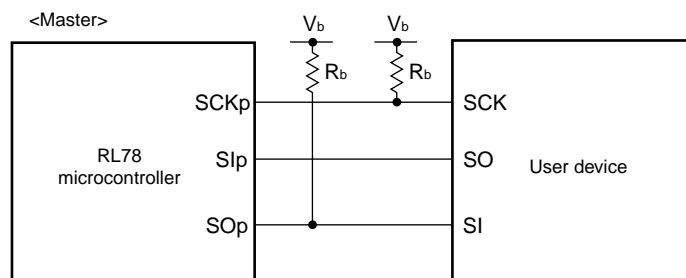 <Master>
Vb Vb
Rb Rb
SCKp SCK
RL78
microcontroller
SIp SO
User device
SOp SI